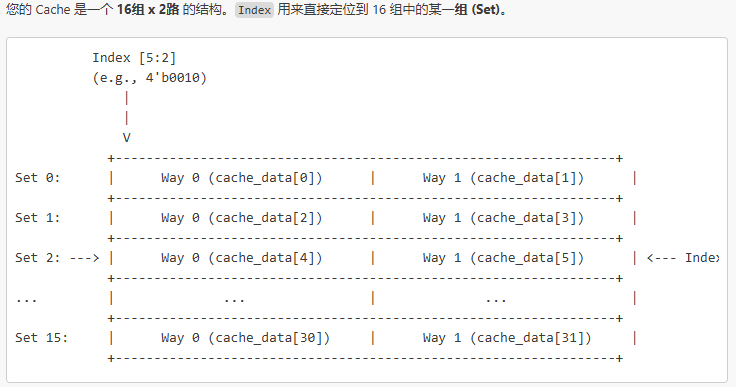 您的 Cache 是一个 16组 x 2路 的结构。Index 用来直接定位到 16 组中的某一组 (Set)。
Index [5:2]
(e.g., 4'b0010)
|
|
V
+-----------------------------------------------------------------+
Set 0: | Way 0 (cache_data[0]) | Way 1 (cache_data[1]) |
+-----------------------------------------------------------------+
Set 1: | Way 0 (cache_data[2]) | Way 1 (cache_data[3]) |
+-----------------------------------------------------------------+
Set 2: ---> | Way 0 (cache_data[4]) | Way 1 (cache_data[5]) | <--- Index
+-----------------------------------------------------------------+
... | ... | ... |
+-----------------------------------------------------------------+
Set 15: | Way 0 (cache_data[30]) | Way 1 (cache_data[31]) |
+-----------------------------------------------------------------+